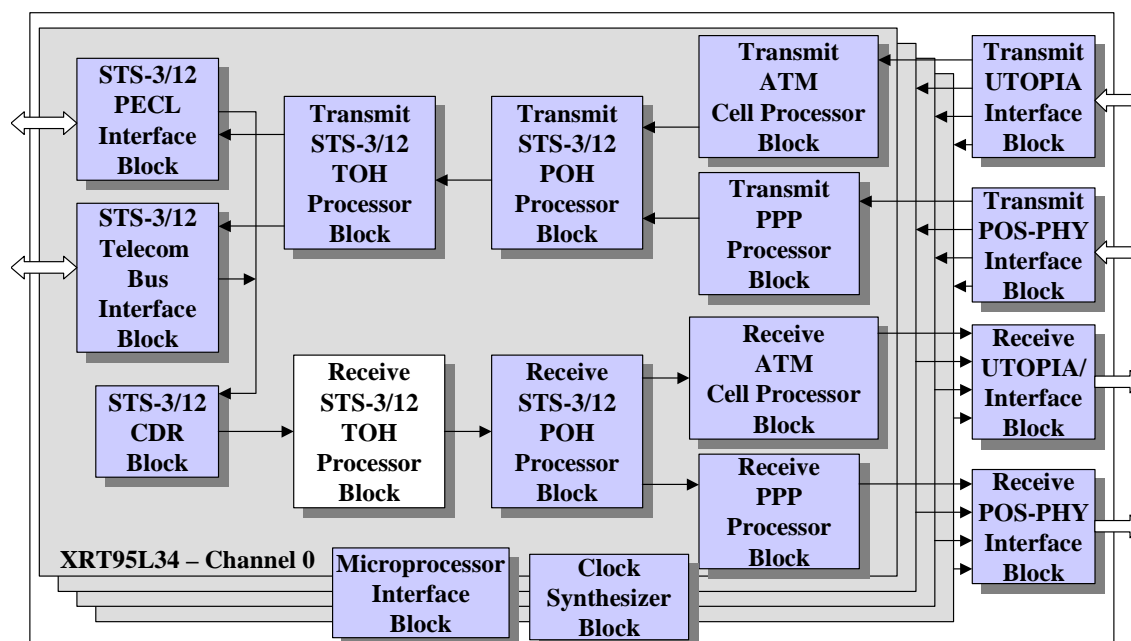 STS-3/12
PECL
Interface
Block
Transmit
STS-3/12
TOH
Processor
Block
Transmit
STS-3/12
POH
Processor
Block
Transmit
ATM
Cell Processor
Block
Transmit
UTOPIA
Interface
Block
STS-3/12
Telecom
Bus
Interface
Block
Transmit
PPP
Processor
Block
Transmit
POS-PHY
Interface
Block
STS-3/12
CDR
Block
Receive
STS-3/12
TOH
Processor
Block
Receive
STS-3/12
POH
Processor
Block
Receive
ATM
Cell Processor
Block
Receive
UTOPIA/
Interface
Block
Receive
PPP
Processor
Block
Receive
POS-PHY
Interface
Block
XRT95L34 – Channel 0
Microprocessor
Interface
Block
Clock
Synthesizer
Block